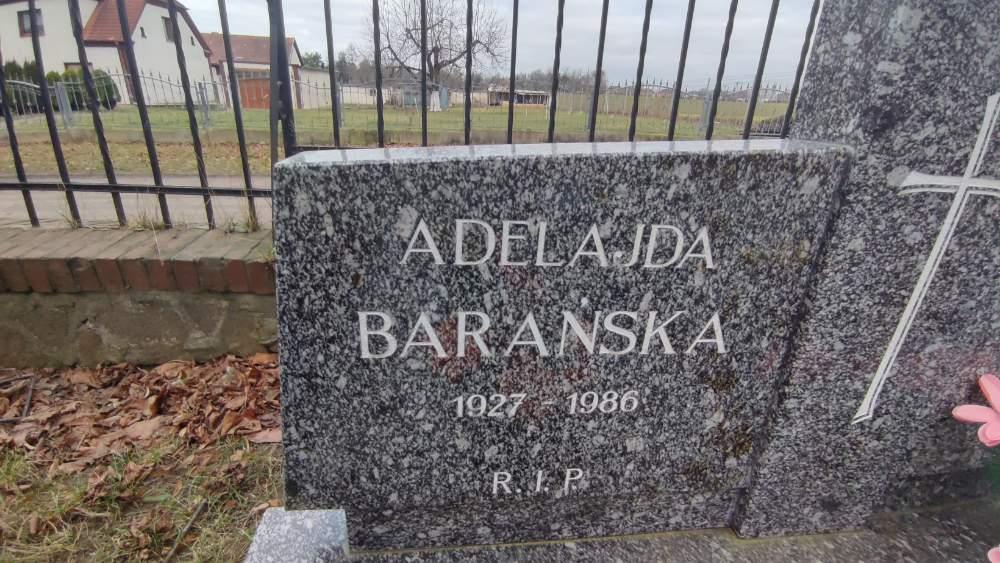 ADELAJDA
BARAŃSKA
1927 - 1986
R. I. P.